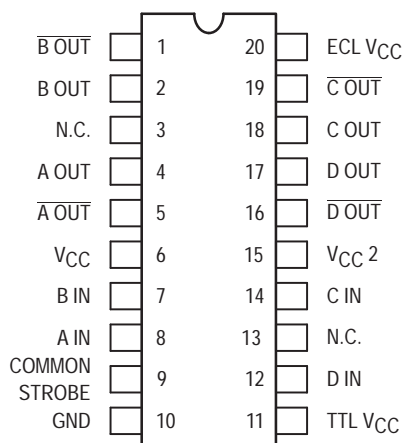 B OUT 1 20 ECL VCC
B OUT 2 19 C OUT
N.C. 3 18 C OUT
A OUT 4 17 D OUT
A OUT 5 16 D OUT
VCC 6 15 VCC 2
B IN 7 14 C IN
A IN 8 13 N.C.
COMMON
STROBE 9 12 D IN
GND 10 11 TTL VCC